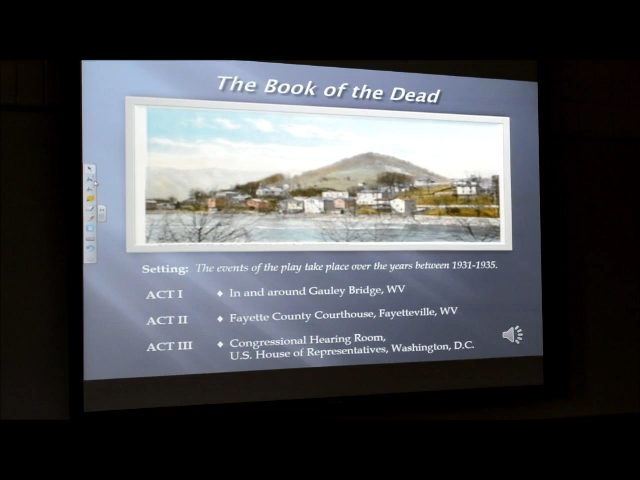 The Book of the Dead
Setting: The events of the play take place over the years between 1931-1935.
ACT I ♦ In and around Gauley Bridge, WV
ACT II ♦ Fayette County Courthouse, Fayetteville, WV
ACT III ♦ Congressional Hearing Room,
U.S. House of Representatives, Washington, D.C.